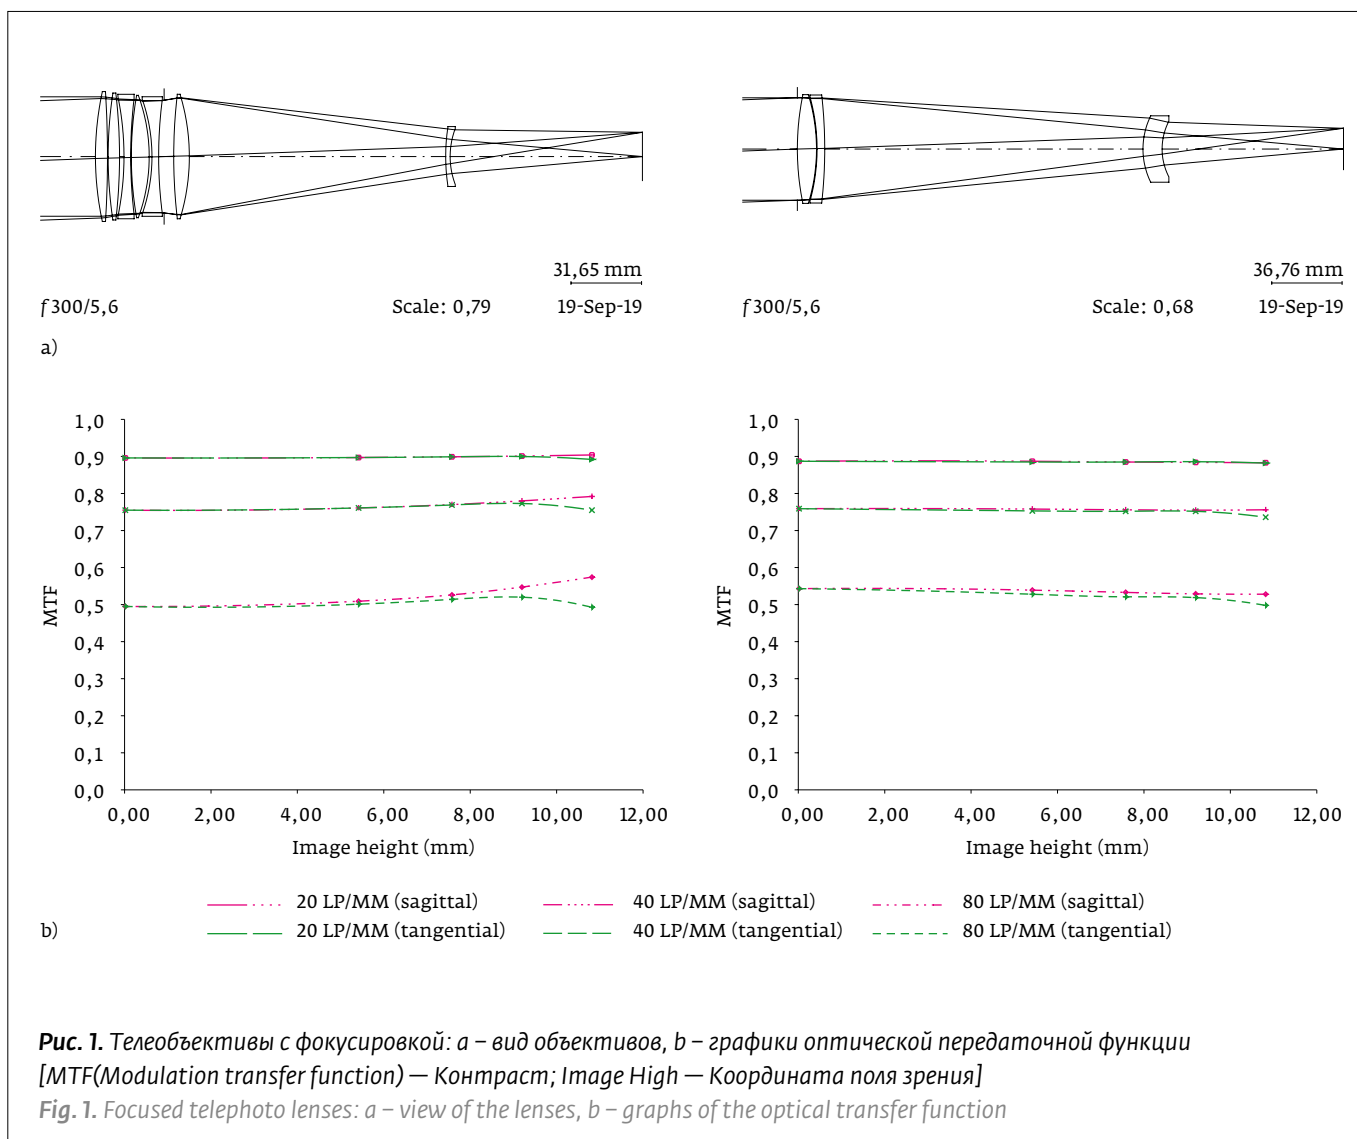 31,65 mm
f 300/5,6 Scale: 0,79 19-Sep-19
36,76 mm
f 300/5,6 Scale: 0,68 19-Sep-19
a)
1,0
0,9
0,8
0,7
0,6
0,5
0,4
0,3
0,2
0,1
0,0
MTF
0,00 2,00 4,00 6,00 8,00 10,00 12,00
Image height (mm)
1,0
0,9
0,8
0,7
0,6
0,5
0,4
0,3
0,2
0,1
0,0
MTF
0,00 2,00 4,00 6,00 8,00 10,00 12,00
Image height (mm)
20 LP/MM (sagittal) 40 LP/MM (sagittal) 80 LP/MM (sagittal)
20 LP/MM (tangential) 40 LP/MM (tangential) 80 LP/MM (tangential)
b)
Рис. 1. Телеобъективы с фокусировкой: a – вид объективов, b – графики оптической передаточной функции
[MTF(Modulation transfer function) — Контраст; Image High — Координата поля зрения]
Fig. 1. Focused telephoto lenses: a – view of the lenses, b – graphs of the optical transfer function